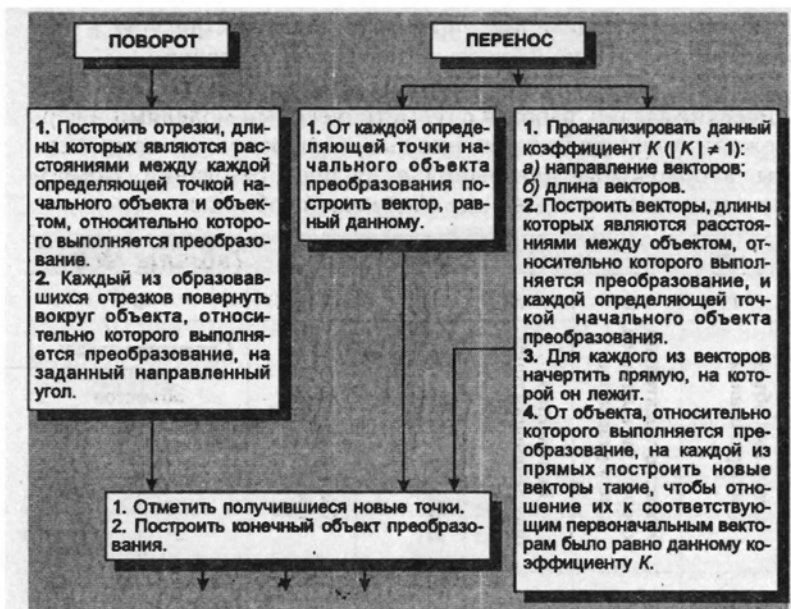 ПОВОРОТ
ПЕРЕНОС
1. Построить отрезки, дли-
ны которых являются рас-
стояниями между каждой
определяющей точкой на-
чального объекта и объек-
том, относительно которо-
го выполняется преобразо-
вание.
2. Каждый из образовав-
шихся отрезков повернуть
вокруг объекта, относи-
тельно которого выполня-
ется преобразование, на
заданный направленный
угол.
1. От каждой опреде-
ляющей точки на-
чального объекта
преобразования по-
строить вектор, рав-
ный данному.
1. Проанализировать данный
коэффициент K (| K | ≠ 1):
а) направление векторов;
б) длина векторов.
2. Построить векторы, длины
которых являются расстоя-
ниями между объектом, от-
носительно которого выпол-
няется преобразование, и
каждой определяющей точ-
кой начального объекта
преобразования.
3. Для каждого из векторов
начертить прямую, на кото-
рой он лежит.
4. От объекта, относительно
которого выполняется пре-
образование, на каждой из
прямых построить новые
векторы такие, чтобы отно-
шение их к соответствую-
щим первоначальным векто-
рам было равно данному ко-
эффициенту K.
1. Отметить получившиеся новые точки.
2. Построить конечный объект преобразо-
вания.